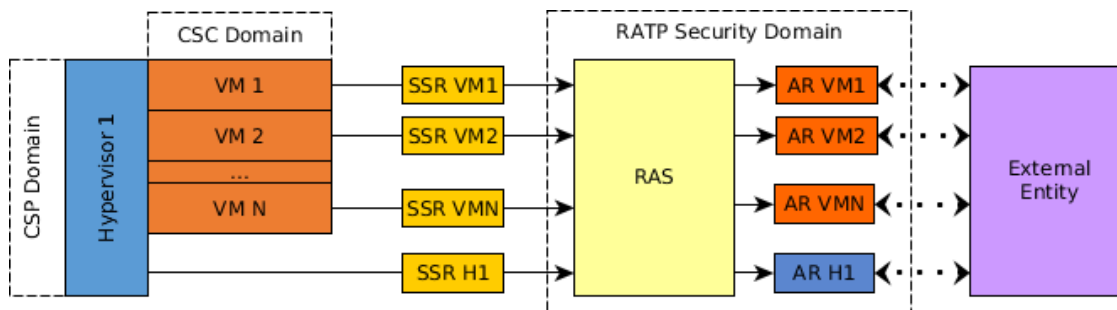 CSC Domain
RATP Security Domain
CSP Domain
Hypervisor 1
VM 1
SSR VM1
AR VM1
VM 2
SSR VM2
AR VM2
...
RAS
External
Entity
VM N
SSR VMN
AR VMN
SSR H1
AR H1